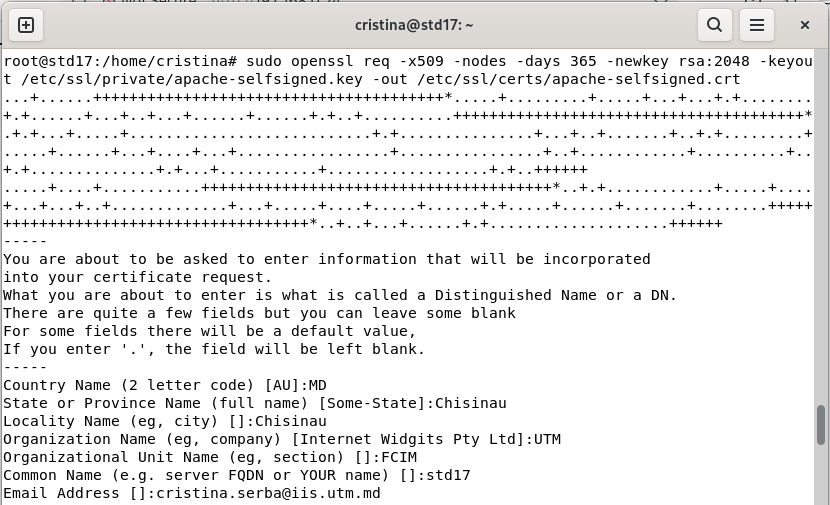 cristina@std17: ~
root@std17:/home/cristina# sudo openssl req -x509 -nodes -days 365 -newkey rsa:2048 -keyou
t /etc/ssl/private/apache-selfsigned.key -out /etc/ssl/certs/apache-selfsigned.crt
...+......+++++++++++++++++++++++++++++++++++++++*.....+.........+.....+...+...+.+........
+.+......+...+..+...+......+......+.+..+..........+++++++++++++++++++++++++++++++++++++++*
.+.+...+.....+...........................+.+...............+...+..+.......+..+.+.........+
.....+......+...+....+...+.................+................+..+............+..........+..
+.+..............+.+...+...........+..................+.+..++++++
.....+....+...........+++++++++++++++++++++++++++++++++++++++*..+.+............+.....+....
+...+...+..+.............+...+.....+....+.....+......+.+.....+......+.......+........+++++
++++++++++++++++++++++++++++++++++*..+..+...+......+.+....................++++++
-----
You are about to be asked to enter information that will be incorporated
into your certificate request.
What you are about to enter is what is called a Distinguished Name or a DN.
There are quite a few fields but you can leave some blank
For some fields there will be a default value,
If you enter '.', the field will be left blank.
-----
Country Name (2 letter code) [AU]:MD
State or Province Name (full name) [Some-State]:Chisinau
Locality Name (eg, city) []:Chisinau
Organization Name (eg, company) [Internet Widgits Pty Ltd]:UTM
Organizational Unit Name (eg, section) []:FCIM
Common Name (e.g. server FQDN or YOUR name) []:std17
Email Address []:cristina.serba@iis.utm.md